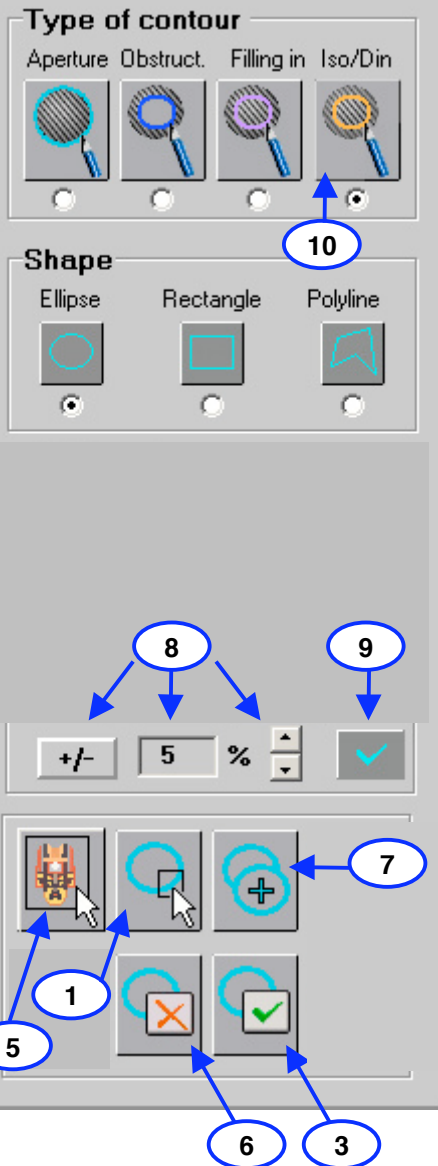 Type of contour
Aperture Obstruct. Filling in Iso/Din
10
Shape
Ellipse Rectangle Polyline
8 9
+/- 5 %
7
1
5
6 3